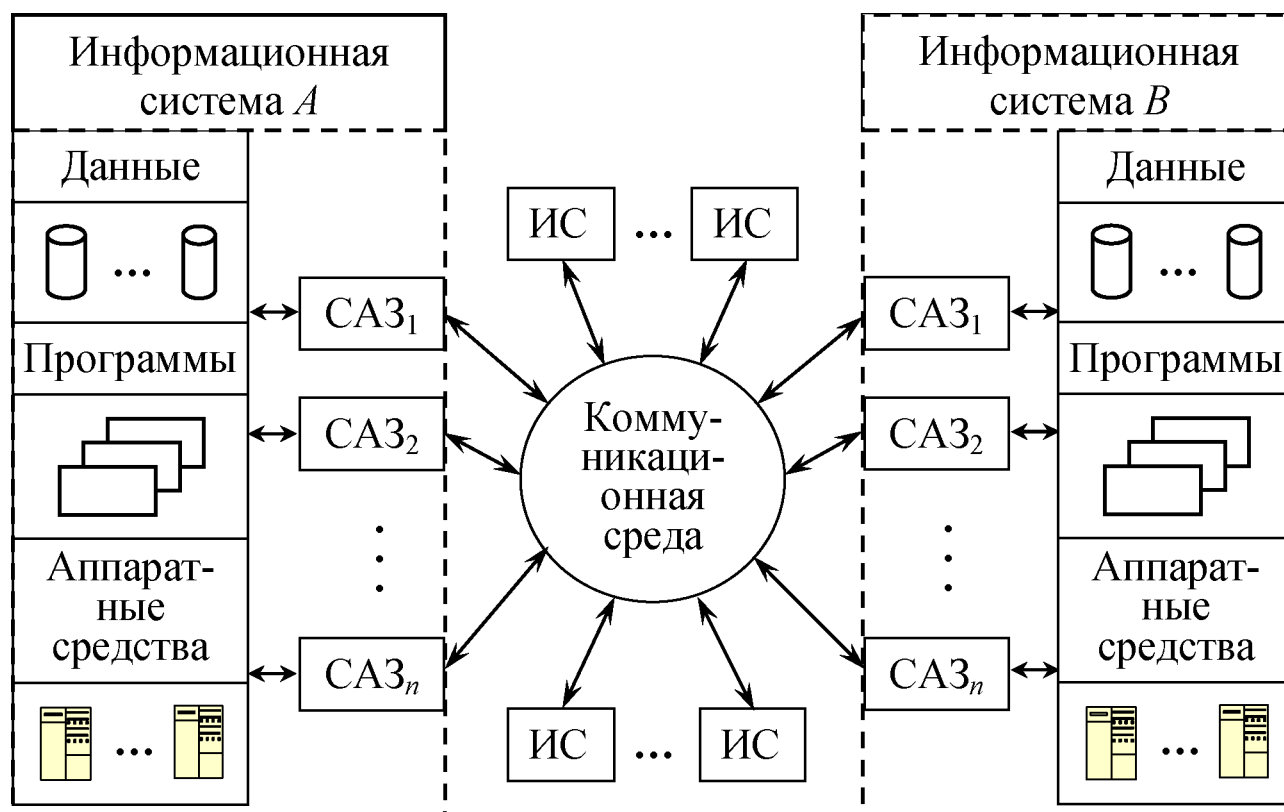 Информационная
система A
Данные
...
Программы
Аппарат-
ные
средства
...
САЗ₁
САЗ₂
САЗₙ
ИС ... ИС
Комму-
никаци-
онная
среда
ИС ... ИС
Информационная
система B
САЗ₁
САЗ₂
САЗₙ
Данные
...
Программы
Аппарат-
ные
средства
...